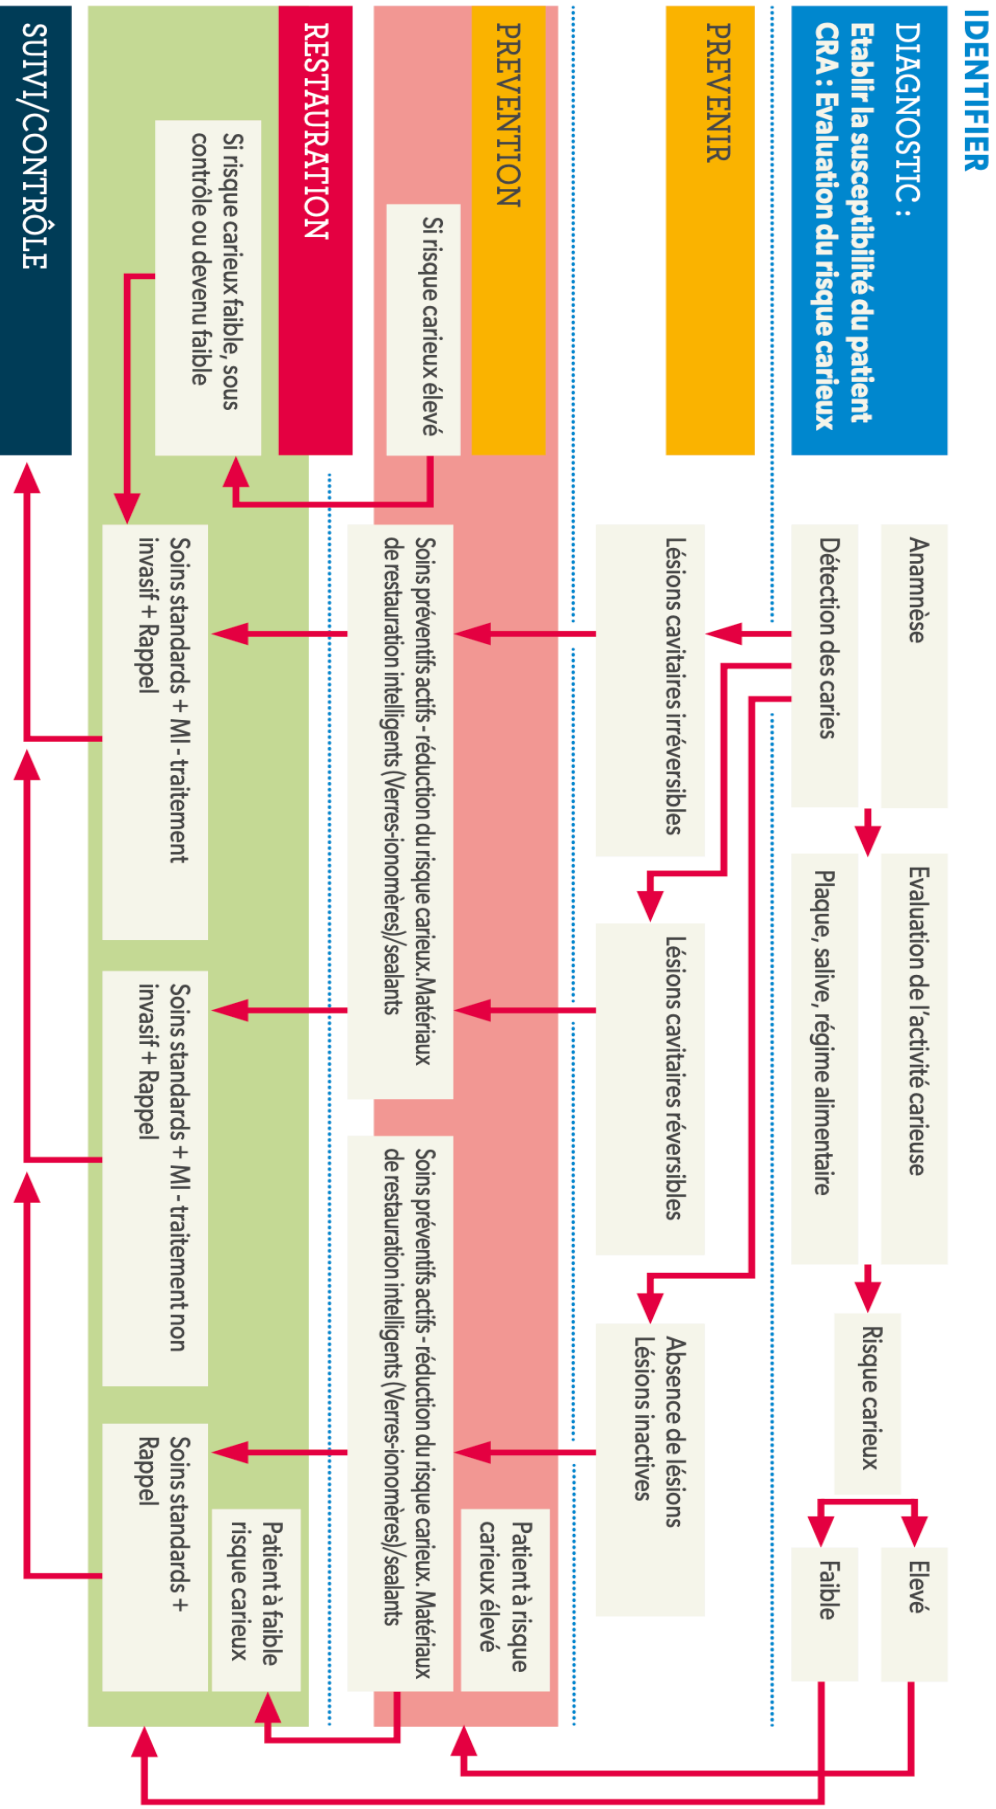 IDENTIFIER
DIAGNOSTIC :
Etablir la susceptibilité du patient
CRA : Evaluation du risque carieux
Anamnèse
Détection des caries
Evaluation de l'activité carieuse
Plaque, salive, régime alimentaire
Risque carieux
Elevé
Faible
PREVENIR
Lésions cavitaires irréversibles
Lésions cavitaires réversibles
Absence de lésions
Lésions inactives
PREVENTION
Si risque carieux élevé
Patient à risque
carieux élevé
Soins préventifs actifs - réduction du risque carieux.Matériaux
de restauration intelligents (Verres-ionomères)/sealants
Soins préventifs actifs - réduction du risque carieux. Matériaux
de restauration intelligents (Verres-ionomères)/sealants
RESTAURATION
Si risque carieux faible, sous
contrôle ou devenu faible
Patient à faible
risque carieux
Soins standards + MI - traitement
invasif + Rappel
Soins standards + MI - traitement non
invasif + Rappel
Soins standards +
Rappel
SUIVI/CONTRÔLE